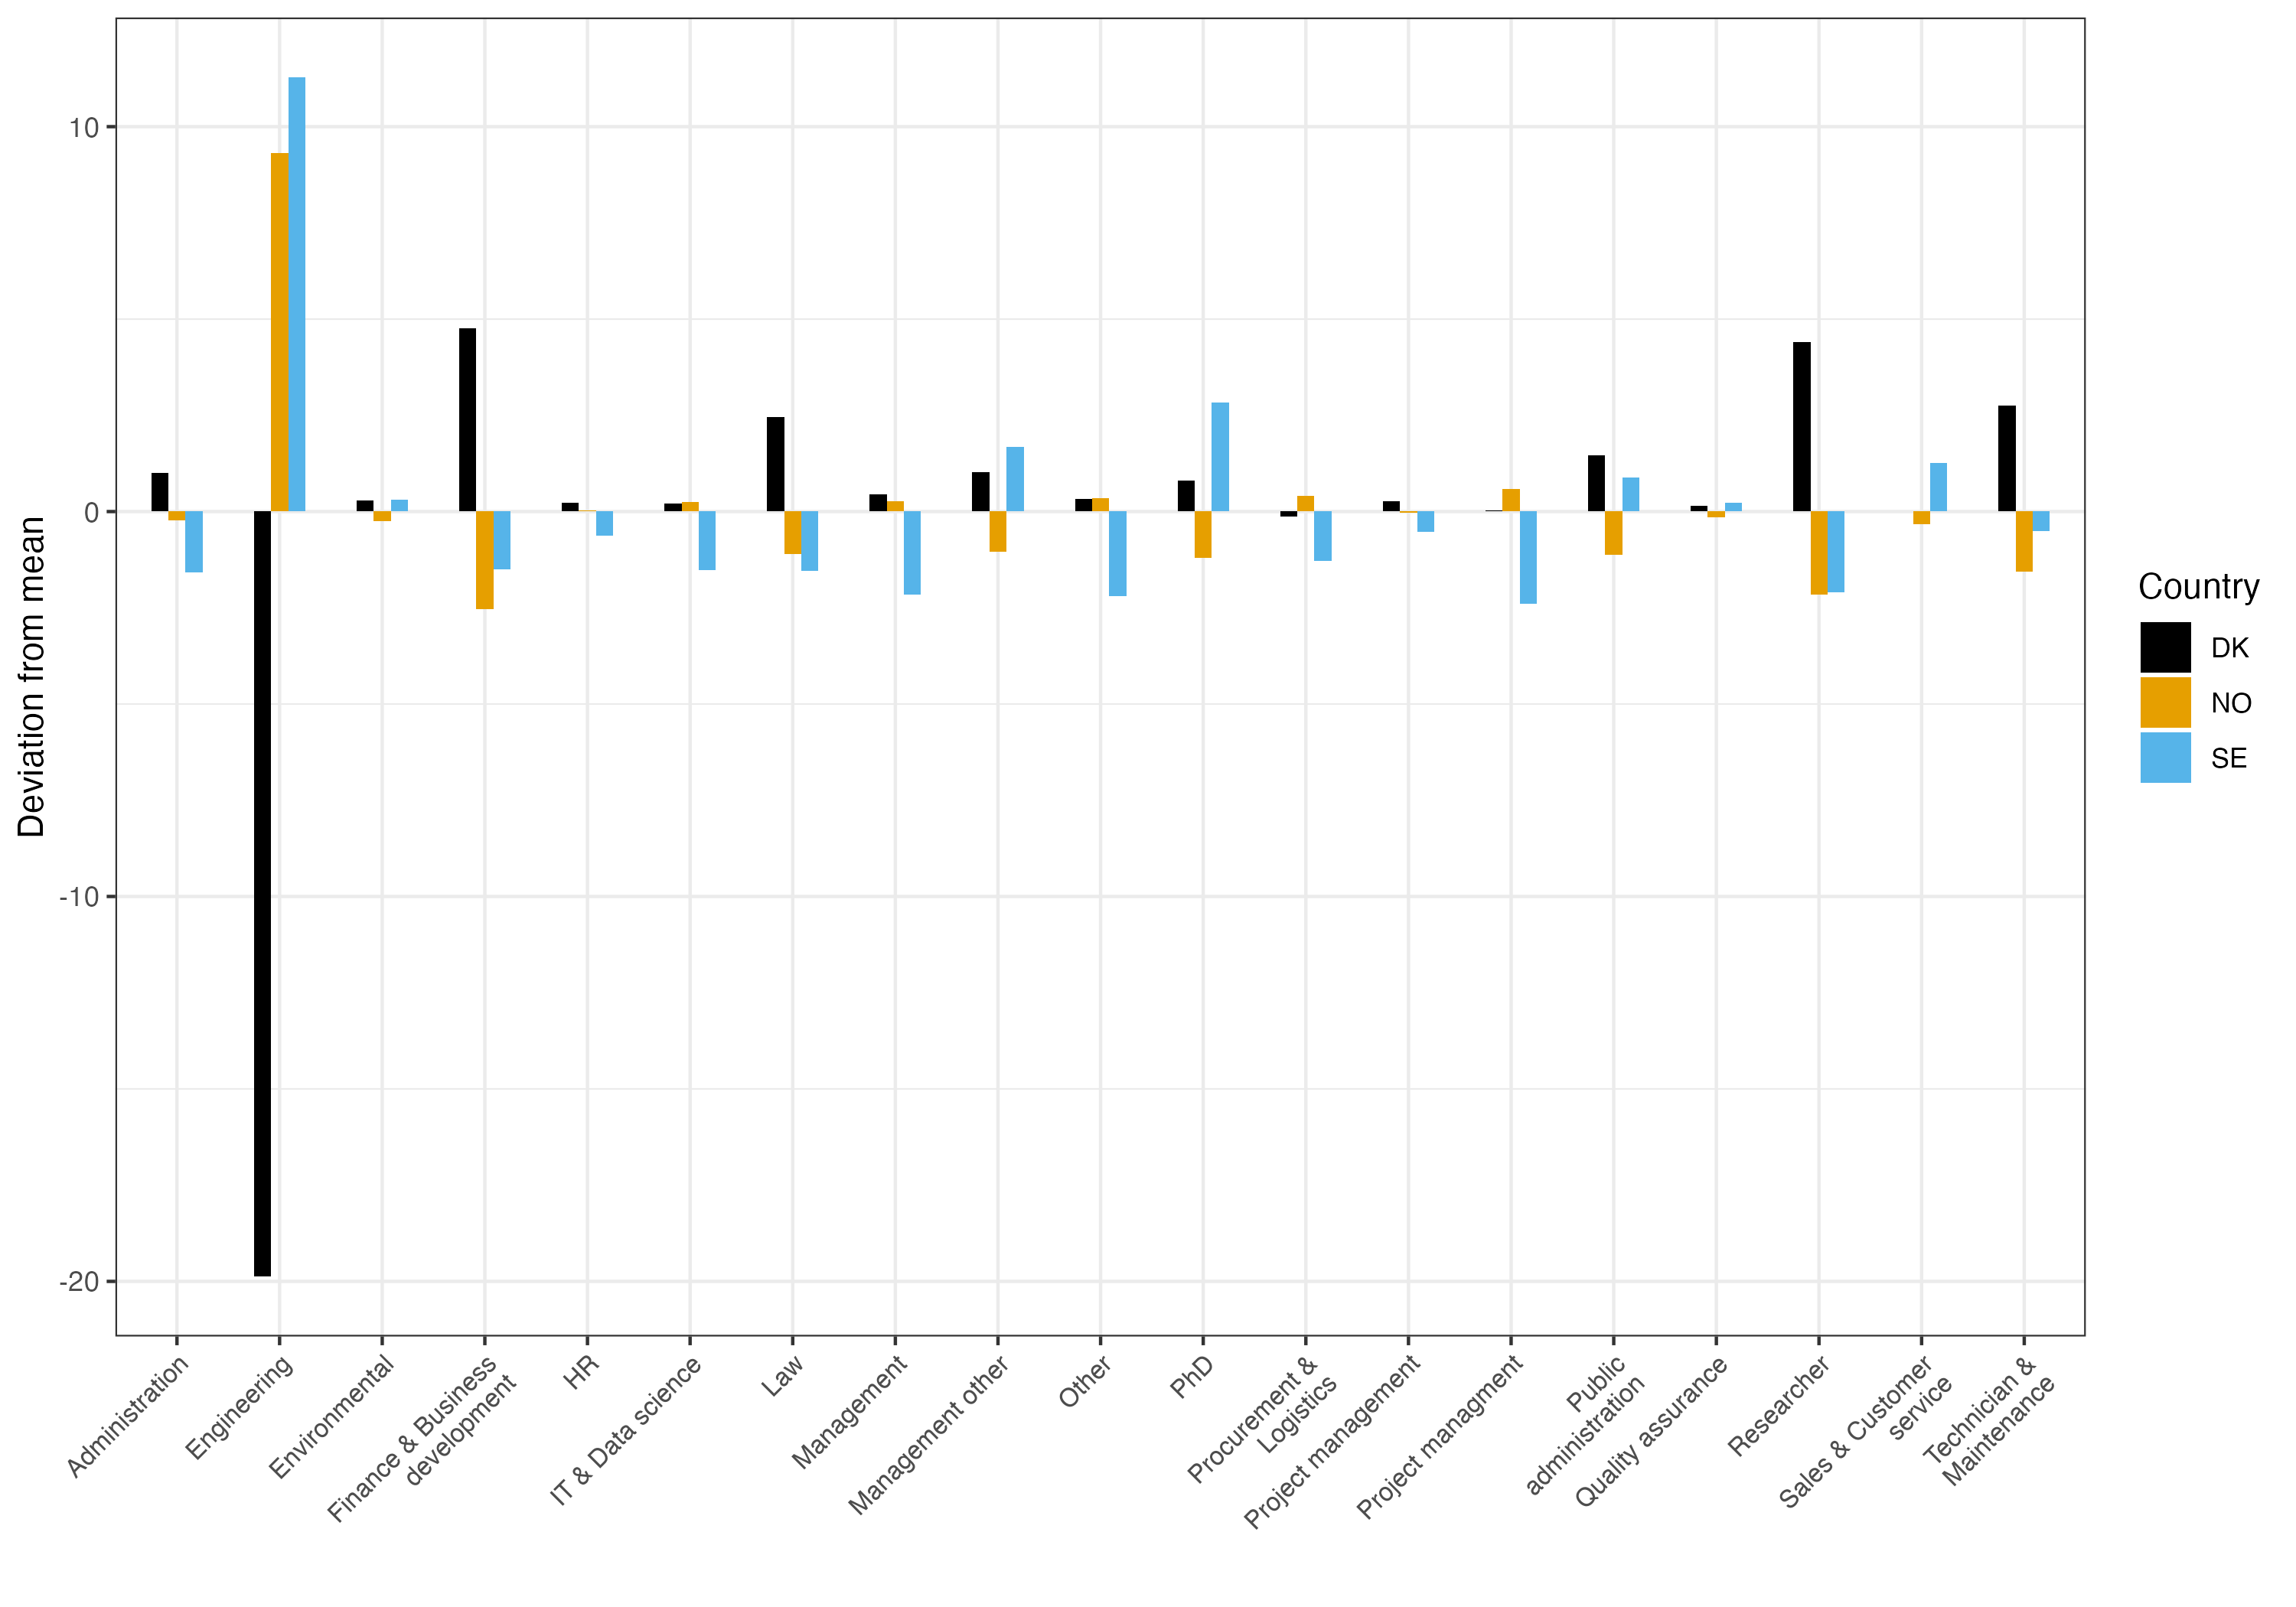 Deviation from mean
10
0
-10
-20
Administration
Engineering
Environmental
Finance & Business
development
HR
IT & Data science
Law
Management
Management other
Other
PhD
Procurement &
Logistics
Project management
Project managment
Public
administration
Quality assurance
Researcher
Sales & Customer
service
Technician &
Maintenance
Country
DK
NO
SE